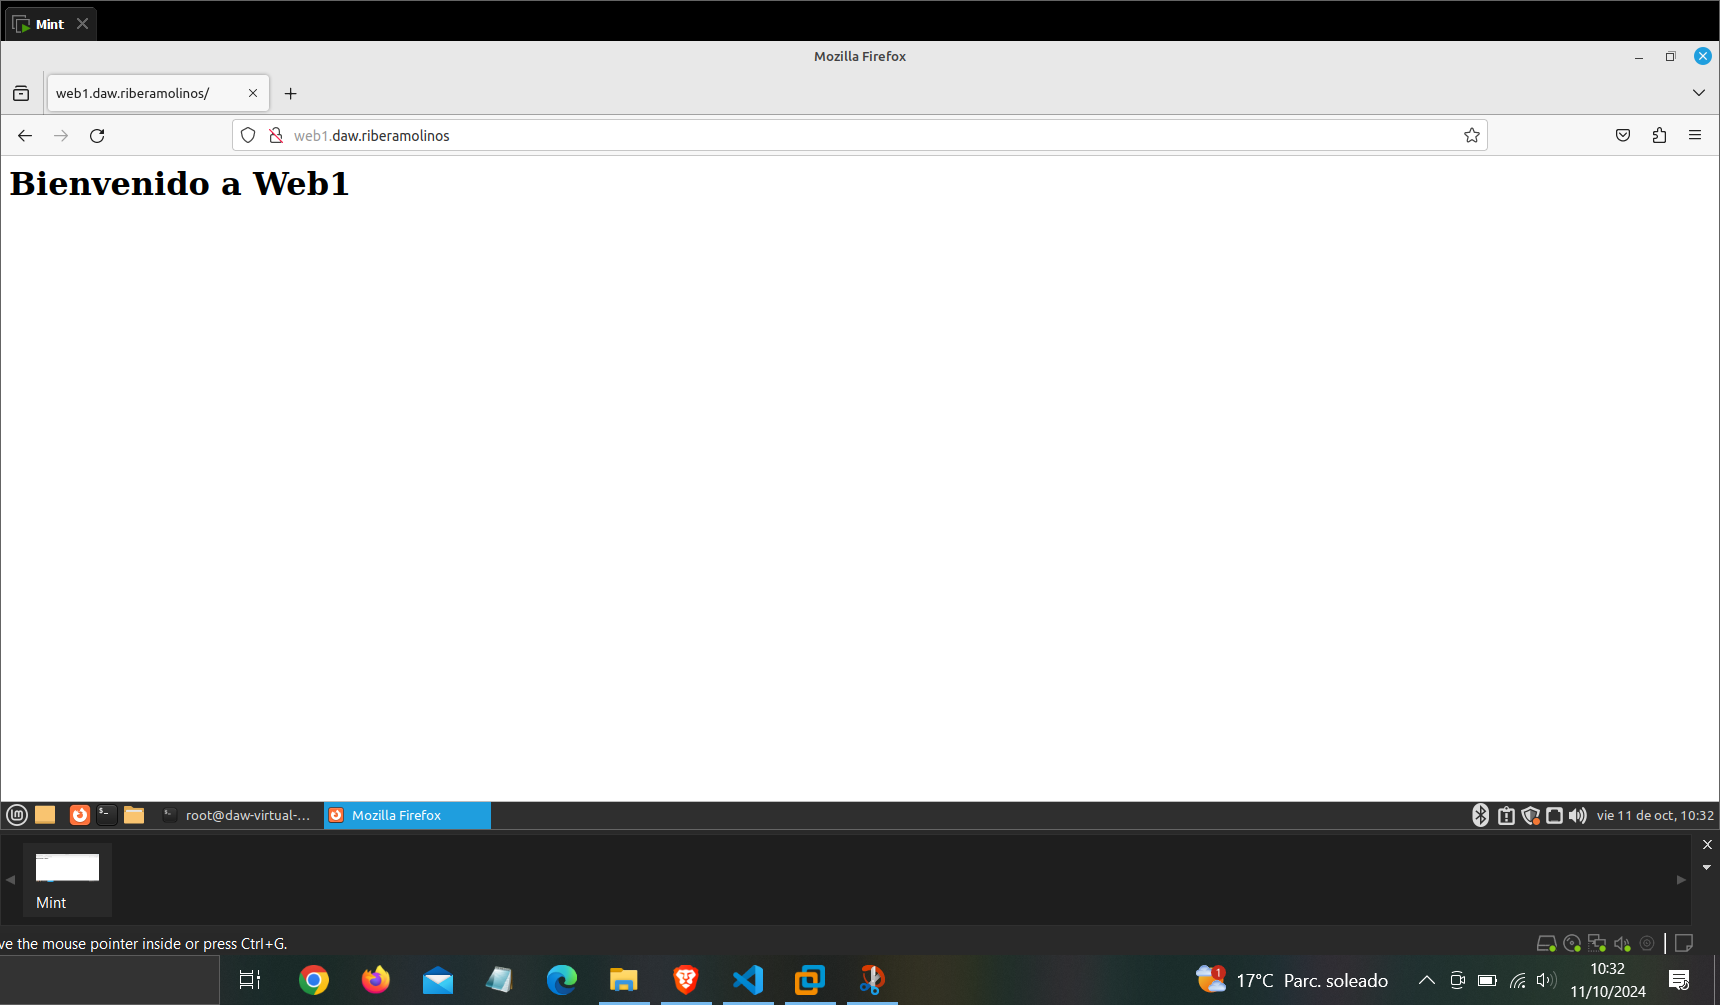 Mint
Mozilla Firefox
web1.daw.riberamolinos/
web1.daw.riberamolinos
Bienvenido a Web1
root@daw-virtual-...
Mozilla Firefox
vie 11 de oct, 10:32
Mint
ve the mouse pointer inside or press Ctrl+G.
1
17°C Parc. soleado
10:32
11/10/2024